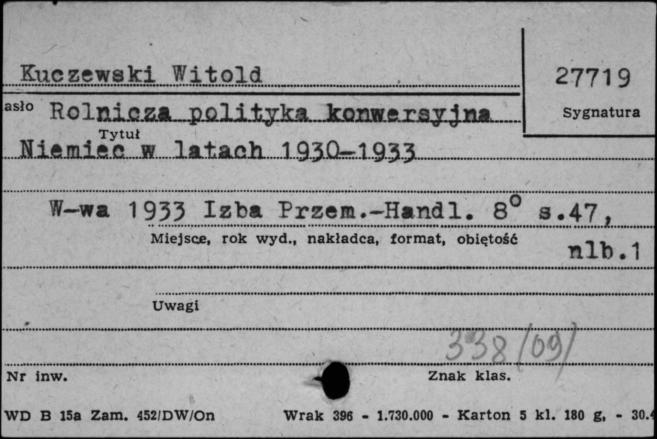 Kuczewski Witold
27719
asło Rolnicza polityka konwersyjna
Sygnatura
Tytuł
Niemiec w latach 1930-1933
W-wa 1933 Izba Przem.-Handl. 8° s.47,
Miejsce, rok wyd., nakładca, format, objętość
nlb.1
Uwagi
338/09/
Nr inw.
Znak klas.
WD B 15a Zam. 452/DW/On Wrak 396 - 1.730.000 - Karton 5 kl. 180 g, - 30.4